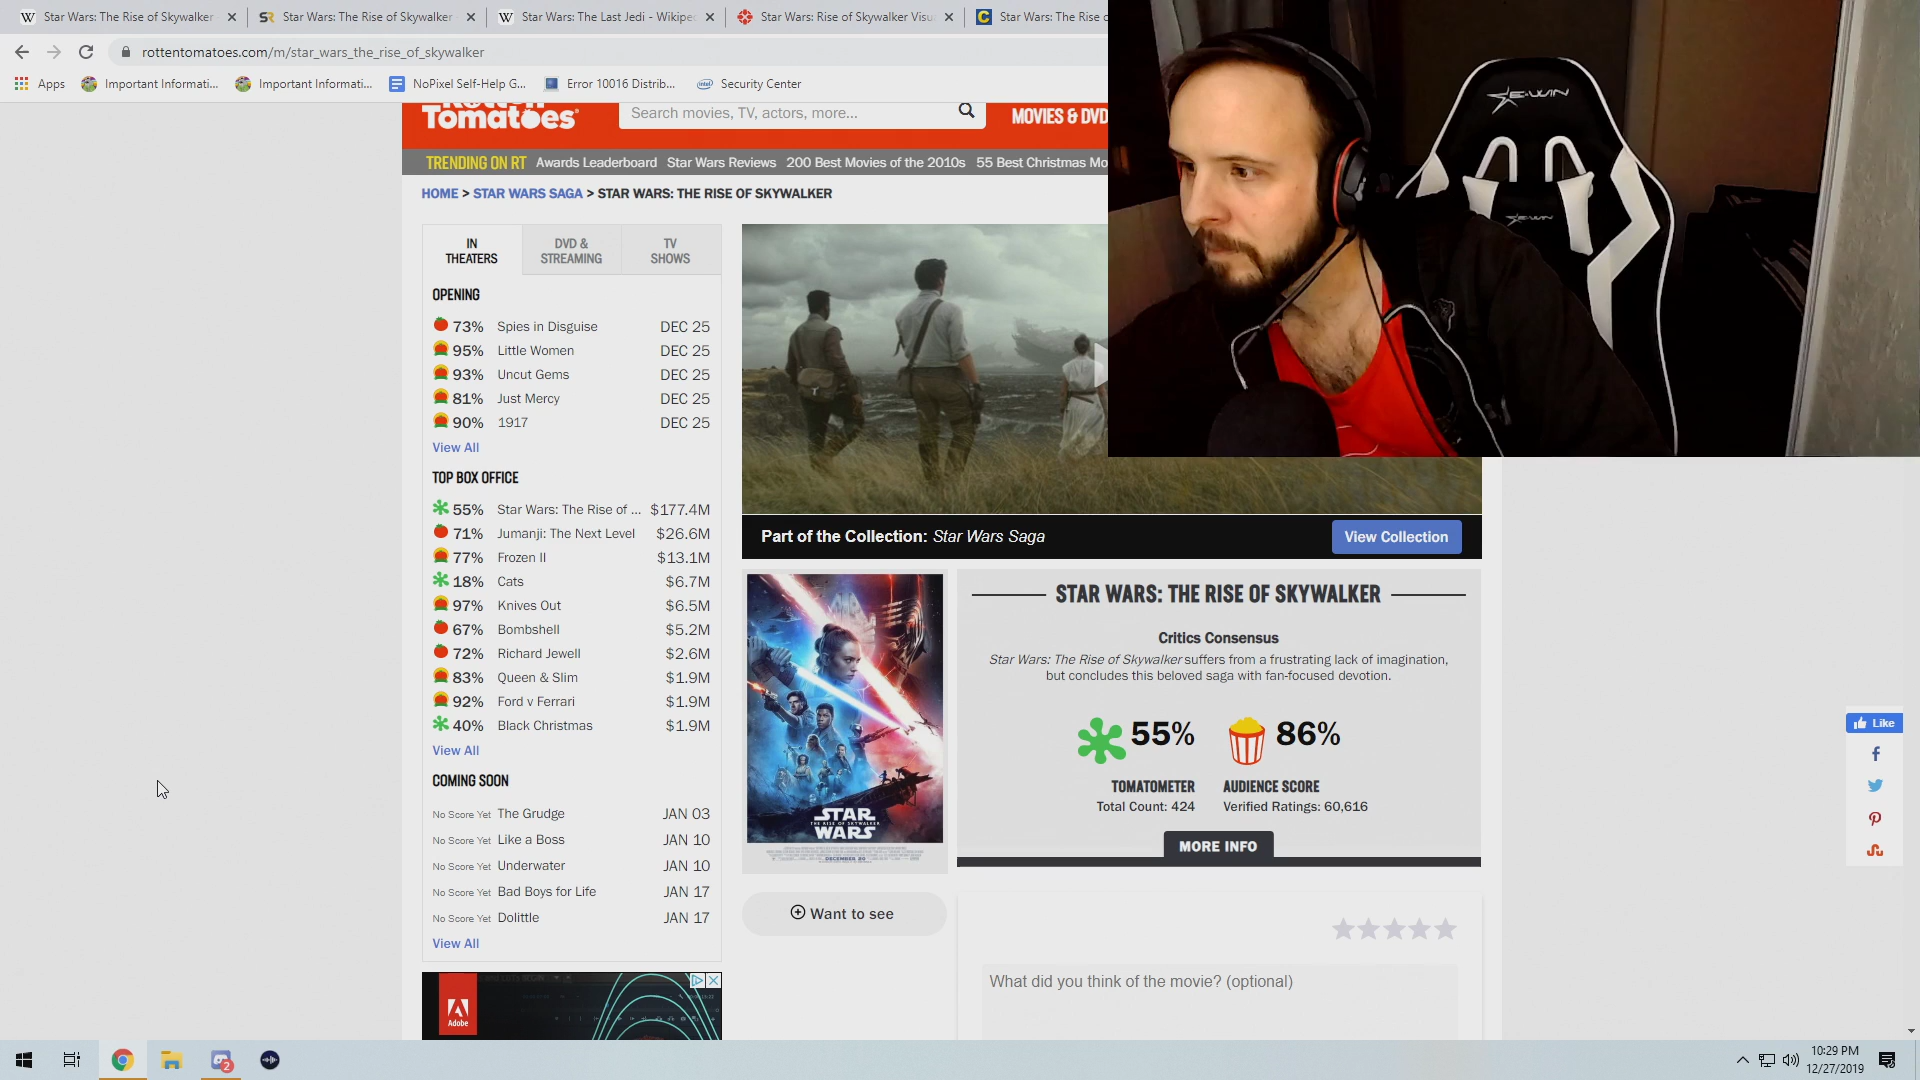 Star Wars: The Rise of Skywalker
Star Wars: The Rise of Skywalker
Star Wars: The Last Jedi - Wikiped
Star Wars: Rise of Skywalker Visu
Star Wars: The Rise o
rottentomatoes.com/m/star_wars_the_rise_of_skywalker
Apps
Important Informati...
Important Informati...
NoPixel Self-Help G...
Error 10016 Distrib...
Security Center
Rotten
Tomatoes
Search movies, TV, actors, more...
MOVIES & DVD
TRENDING ON RT Awards Leaderboard Star Wars Reviews 200 Best Movies of the 2010s 55 Best Christmas Mo
HOME > STAR WARS SAGA > STAR WARS: THE RISE OF SKYWALKER
IN THEATERS
DVD & STREAMING
TV SHOWS
OPENING
73% Spies in Disguise DEC 25
95% Little Women DEC 25
93% Uncut Gems DEC 25
81% Just Mercy DEC 25
90% 1917 DEC 25
View All
TOP BOX OFFICE
55% Star Wars: The Rise of ... $177.4M
71% Jumanji: The Next Level $26.6M
77% Frozen II $13.1M
18% Cats $6.7M
97% Knives Out $6.5M
67% Bombshell $5.2M
72% Richard Jewell $2.6M
83% Queen & Slim $1.9M
92% Ford v Ferrari $1.9M
40% Black Christmas $1.9M
View All
COMING SOON
No Score Yet The Grudge JAN 03
No Score Yet Like a Boss JAN 10
No Score Yet Underwater JAN 10
No Score Yet Bad Boys for Life JAN 17
No Score Yet Dolittle JAN 17
View All
Adobe
E-WIN
E-WIN
Part of the Collection: Star Wars Saga
View Collection
STAR
THE RISE OF SKYWALKER
WARS
DECEMBER 20
Want to see
STAR WARS: THE RISE OF SKYWALKER
Critics Consensus
Star Wars: The Rise of Skywalker suffers from a frustrating lack of imagination,
but concludes this beloved saga with fan-focused devotion.
55% 86%
TOMATOMETER AUDIENCE SCORE
Total Count: 424 Verified Ratings: 60,616
MORE INFO
What did you think of the movie? (optional)
Like
2
10:29 PM
12/27/2019